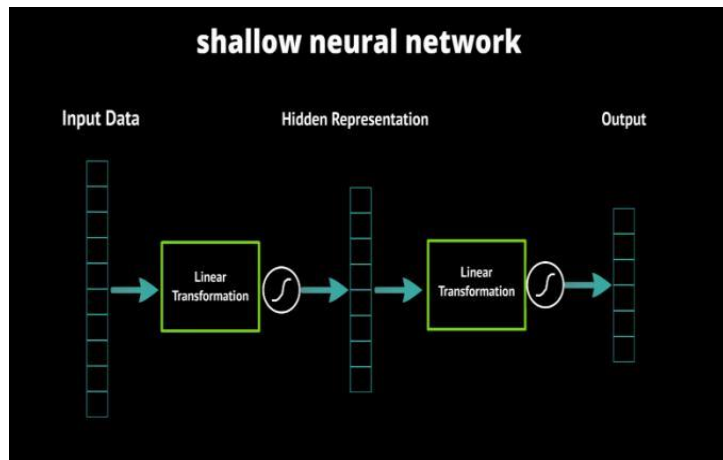 shallow neural network
Input Data
Hidden Representation
Output
Linear
Transformation
Linear
Transformation